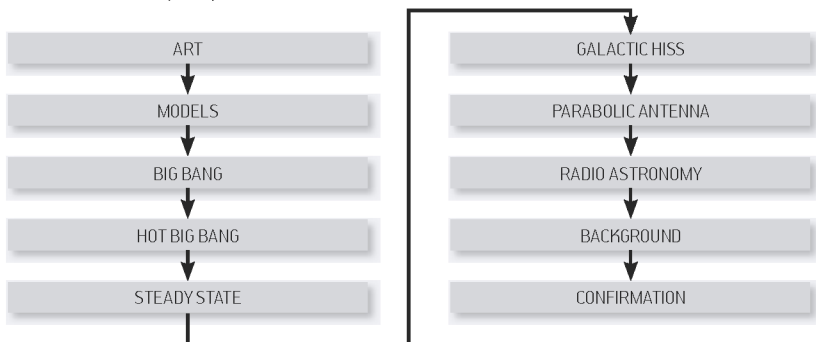 ART
MODELS
BIG BANG
HOT BIG BANG
STEADY STATE
GALACTIC HISS
PARABOLIC ANTENNA
RADIO ASTRONOMY
BACKGROUND
CONFIRMATION